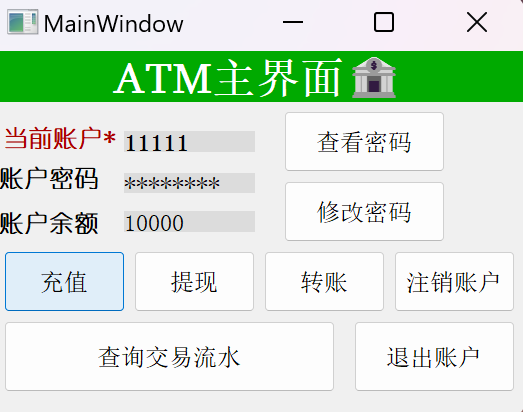 MainWindow
ATM主界面
当前账户* 11111 查看密码
账户密码 ********
修改密码
账户余额 10000
充值 提现 转账 注销账户
查询交易流水 退出账户